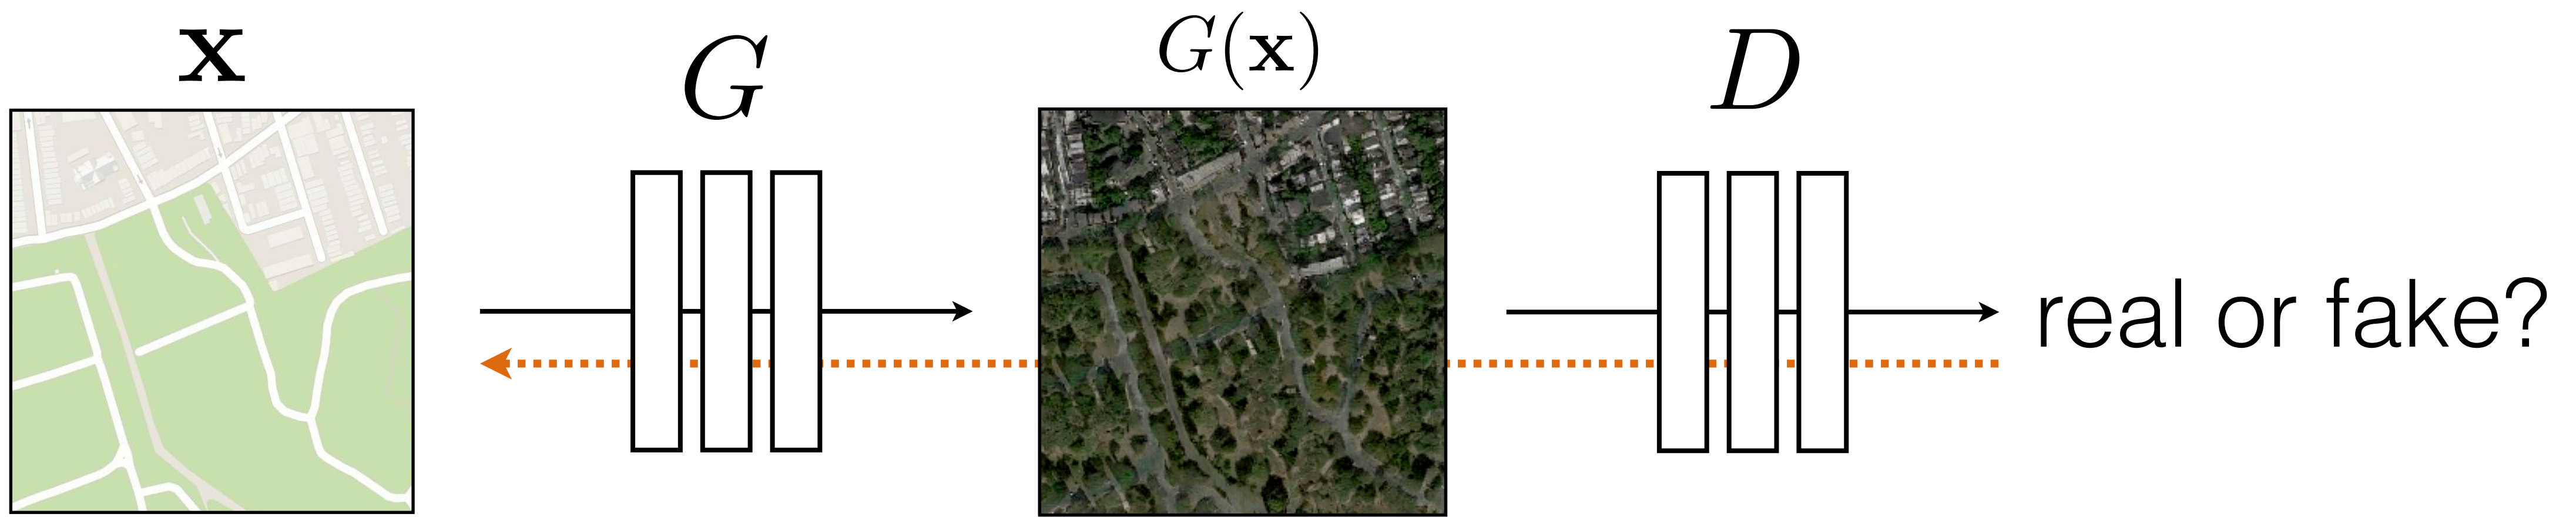 x
G
G(x)
D
real or fake?